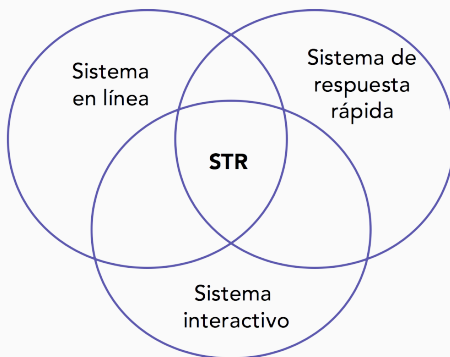 Sistema
en línea
Sistema de
respuesta
rápida
STR
Sistema
interactivo